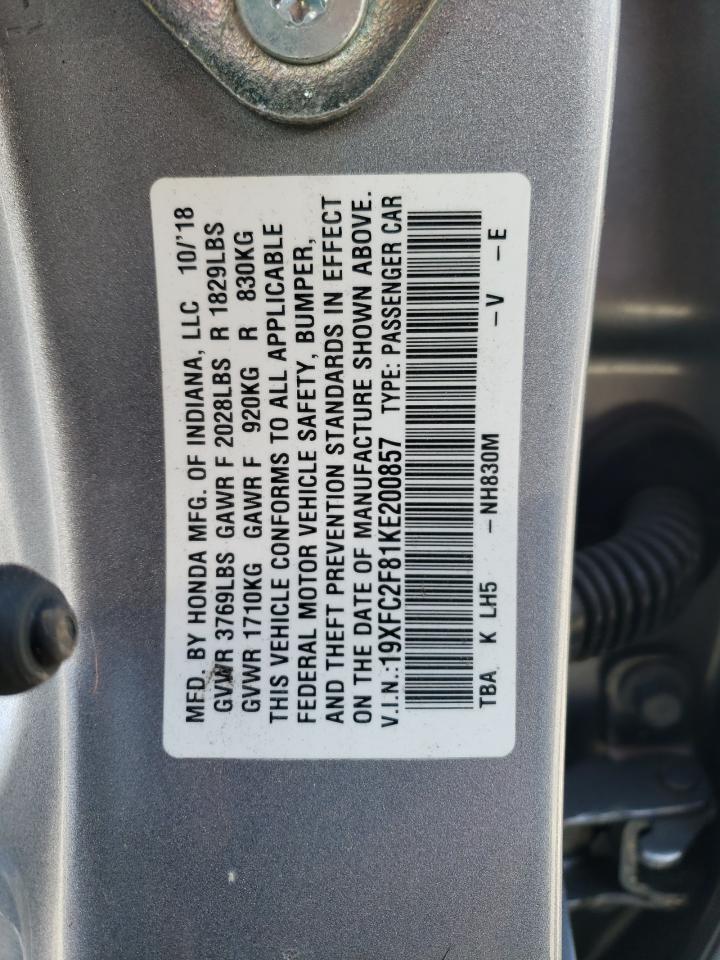 MFD. BY HONDA MFG. OF INDIANA, LLC 10/'18
GVWR 3769LBS GAWR F 2028LBS R 1829LBS
GVWR 1710KG GAWR F 920KG R 830KG
THIS VEHICLE CONFORMS TO ALL APPLICABLE
FEDERAL MOTOR VEHICLE SAFETY, BUMPER,
AND THEFT PREVENTION STANDARDS IN EFFECT
ON THE DATE OF MANUFACTURE SHOWN ABOVE.
V.I.N.:19XFC2F81KE200857 TYPE: PASSENGER CAR
TBA K LH5 -NH830M -V -E